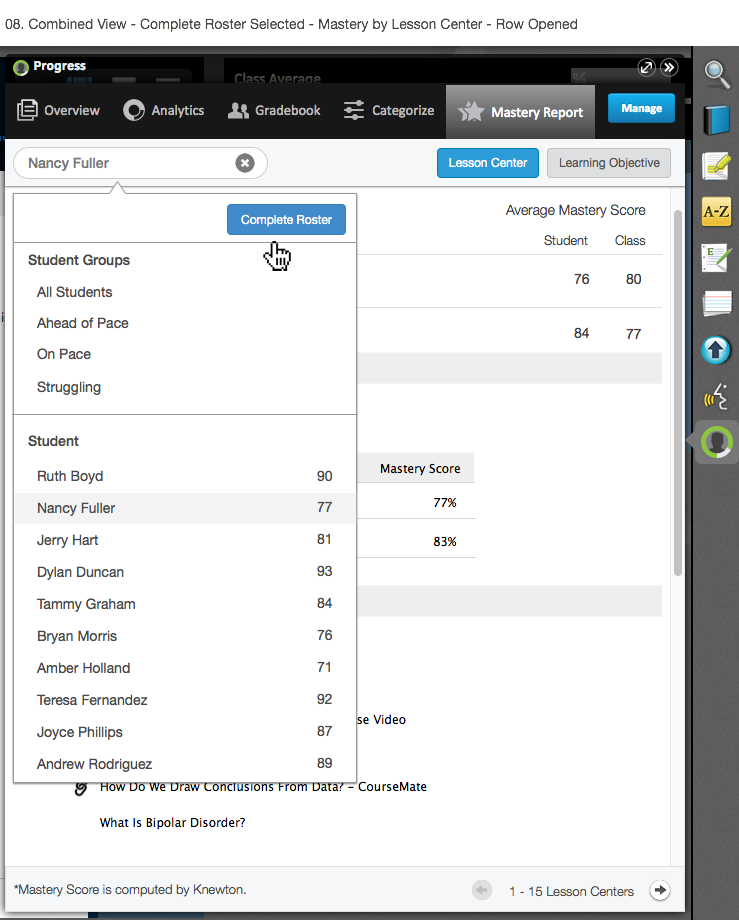 08. Combined View - Complete Roster Selected - Mastery by Lesson Center - Row Opened
Progress
Class Average
%
Overview
Analytics
Gradebook
Categorize
Mastery Report
Manage
Nancy Fuller
Lesson Center
Learning Objective
Complete Roster
Average Mastery Score
Student Class
Student Groups
All Students
76 80
Ahead of Pace
On Pace
84 77
Struggling
Student
Mastery Score
Ruth Boyd 90
77%
Nancy Fuller 77
Jerry Hart 81
83%
Dylan Duncan 93
Tammy Graham 84
Bryan Morris 76
Amber Holland 71
Teresa Fernandez 92
se Video
Joyce Phillips 87
Andrew Rodriguez 89
How Do We Draw Conclusions From Data? – CourseMate
What Is Bipolar Disorder?
*Mastery Score is computed by Knewton.
1 - 15 Lesson Centers
A-Z
E